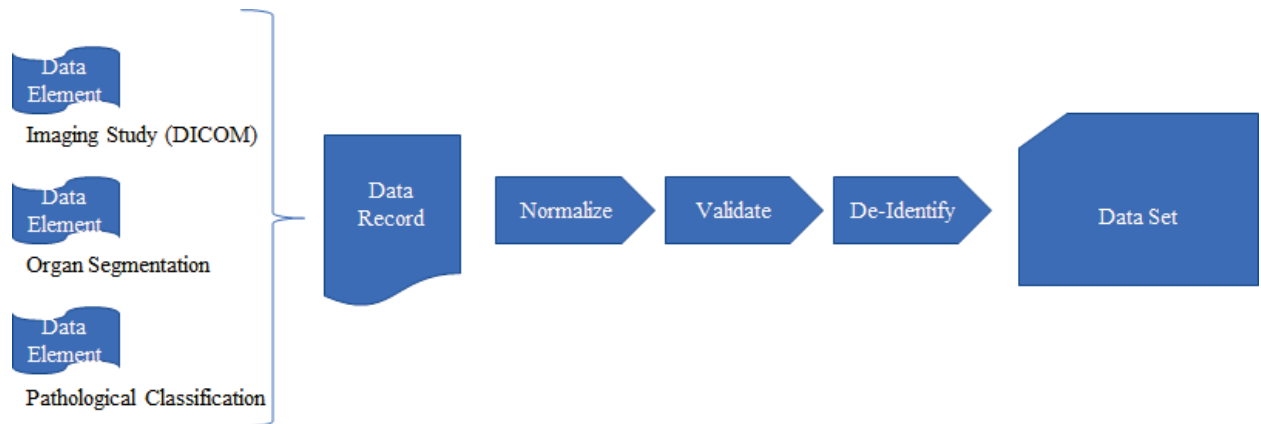 Data
Element
Imaging Study (DICOM)
Data
Element
Organ Segmentation
Data
Element
Pathological Classification
Data
Record
Normalize
Validate
De-Identify
Data Set